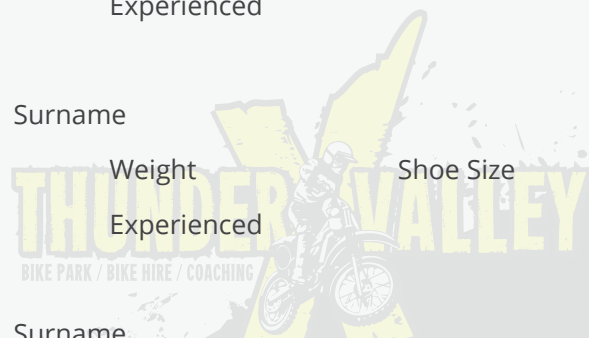 Experienced
Surname
Weight Shoe Size
THUNDER VALLEY
Experienced
BIKE PARK / BIKE HIRE / COACHING
Surname